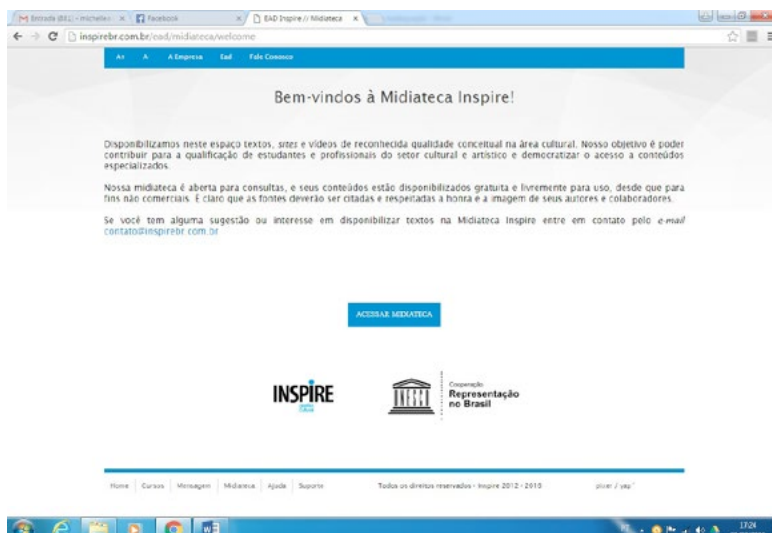 Entrada (882) - michelle
Facebook
EAD Inspire // Midiateca
inspirebr.com.br/ead/midiateca/welcome
A+ A A Empresa Ead Fale Conosco
Bem-vindos à Midiateca Inspire!
Disponibilizamos neste espaço textos, sites e vídeos de reconhecida qualidade conceitual na área cultural. Nosso objetivo é poder
contribuir para a qualificação de estudantes e profissionais do setor cultural e artístico e democratizar o acesso a conteúdos
especializados.
Nossa midiateca é aberta para consultas, e seus conteúdos estão disponibilizados gratuita e livremente para uso, desde que para
fins não comerciais. É claro que as fontes deverão ser citadas e respeitadas a honra e a imagem de seus autores e colaboradores.
Se você tem alguma sugestão ou interesse em disponibilizar textos na Midiateca Inspire entre em contato pelo e-mail
contato@inspirebr.com.br
ACESSAR MIDIATECA
INSPIRE
UNESCO
Cooperação
Representação
no Brasil
Home Cursos Mensagem Midiateca Ajuda Suporte Todos os direitos reservados - Inspire 2012 - 2015
PT 17:24